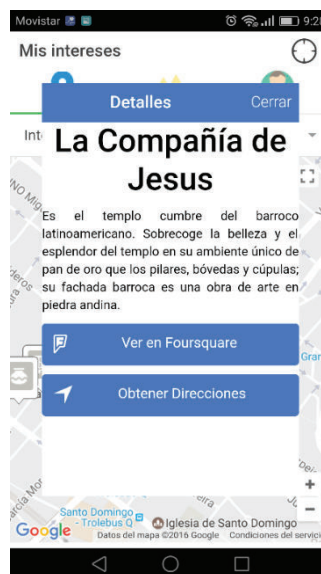 Movistar 9:28
Mis intereses
Detalles Cerrar
Int
La Compañía de
Jesus
Es el templo cumbre del barroco
latinoamericano. Sobrecoge la belleza y el
esplendor del templo en su ambiente único de
pan de oro que los pilares, bóvedas y cúpulas;
su fachada barroca es una obra de arte en
piedra andina.
Ver en Foursquare
Obtener Direcciones
Santo Domingo
- Trolebus Q
Iglesia de Santo Domingo
Google Datos del mapa ©2016 Google Condiciones del servicio